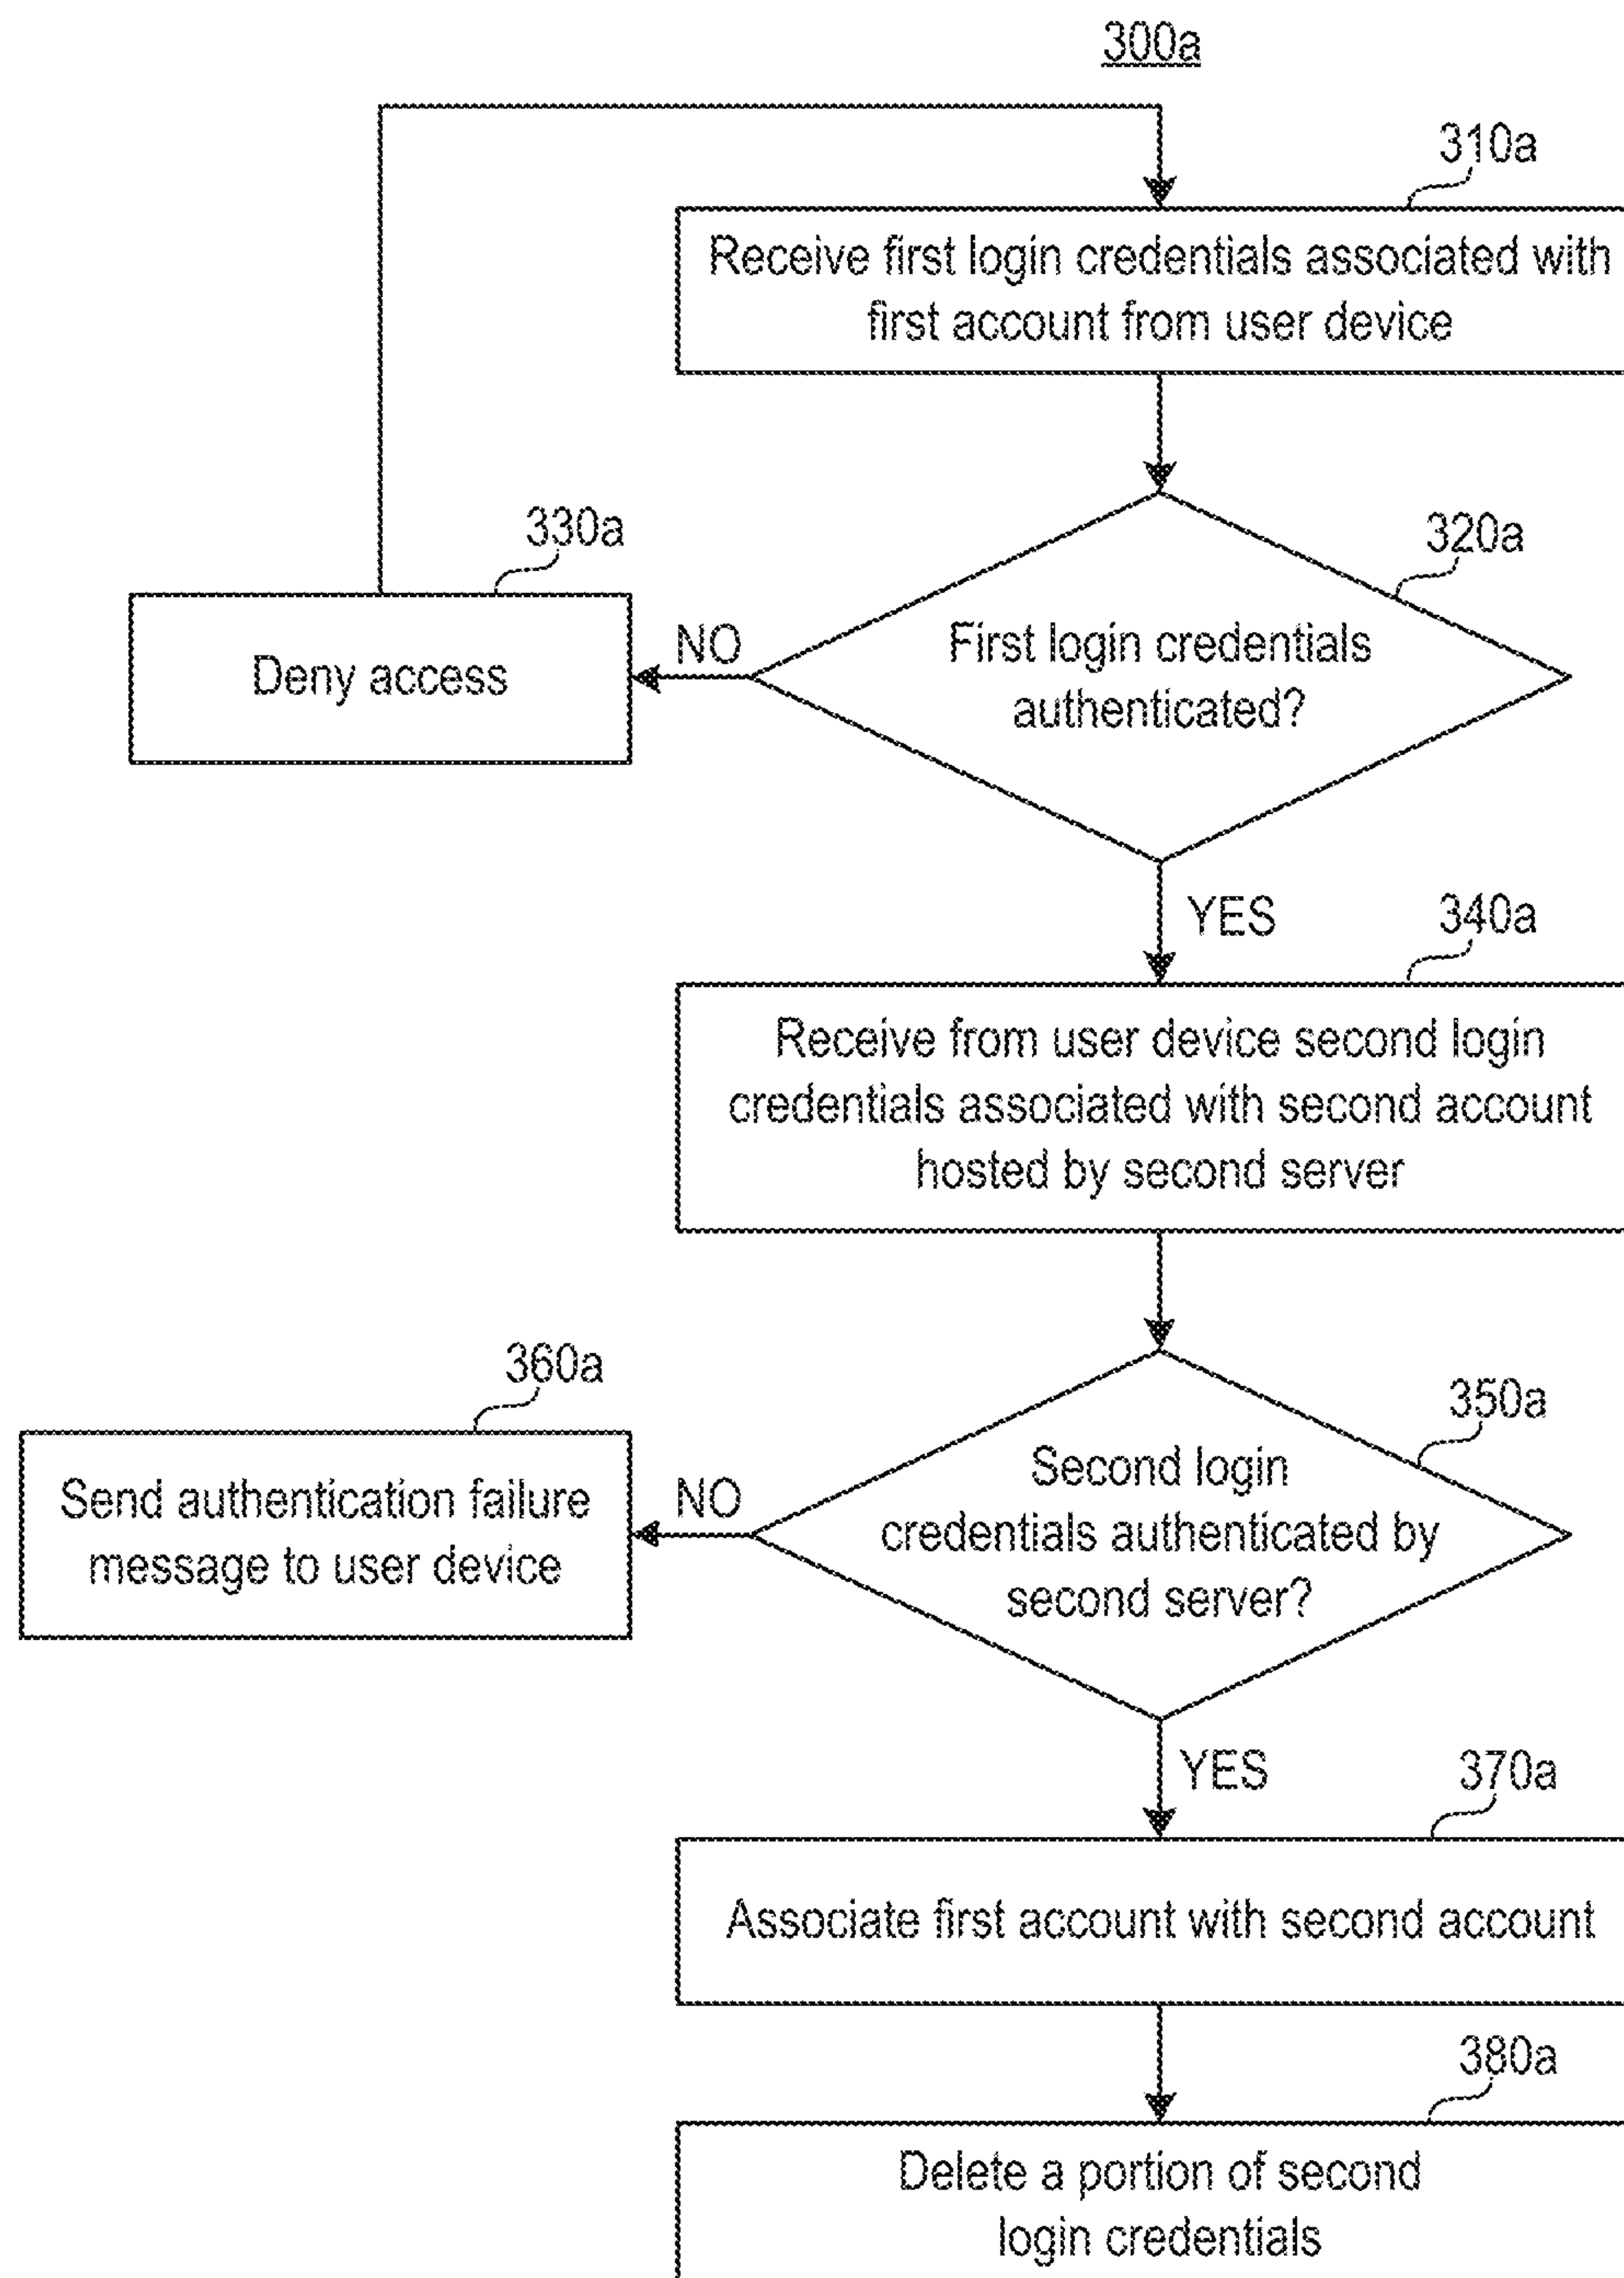 300a
310a
Receive first login credentials associated with
first account from user device
320a
First login credentials
authenticated?
NO
330a
Deny access
YES
340a
Receive from user device second login
credentials associated with second account
hosted by second server
350a
Second login
credentials authenticated by
second server?
NO
360a
Send authentication failure
message to user device
YES
370a
Associate first account with second account
380a
Delete a portion of second
login credentials